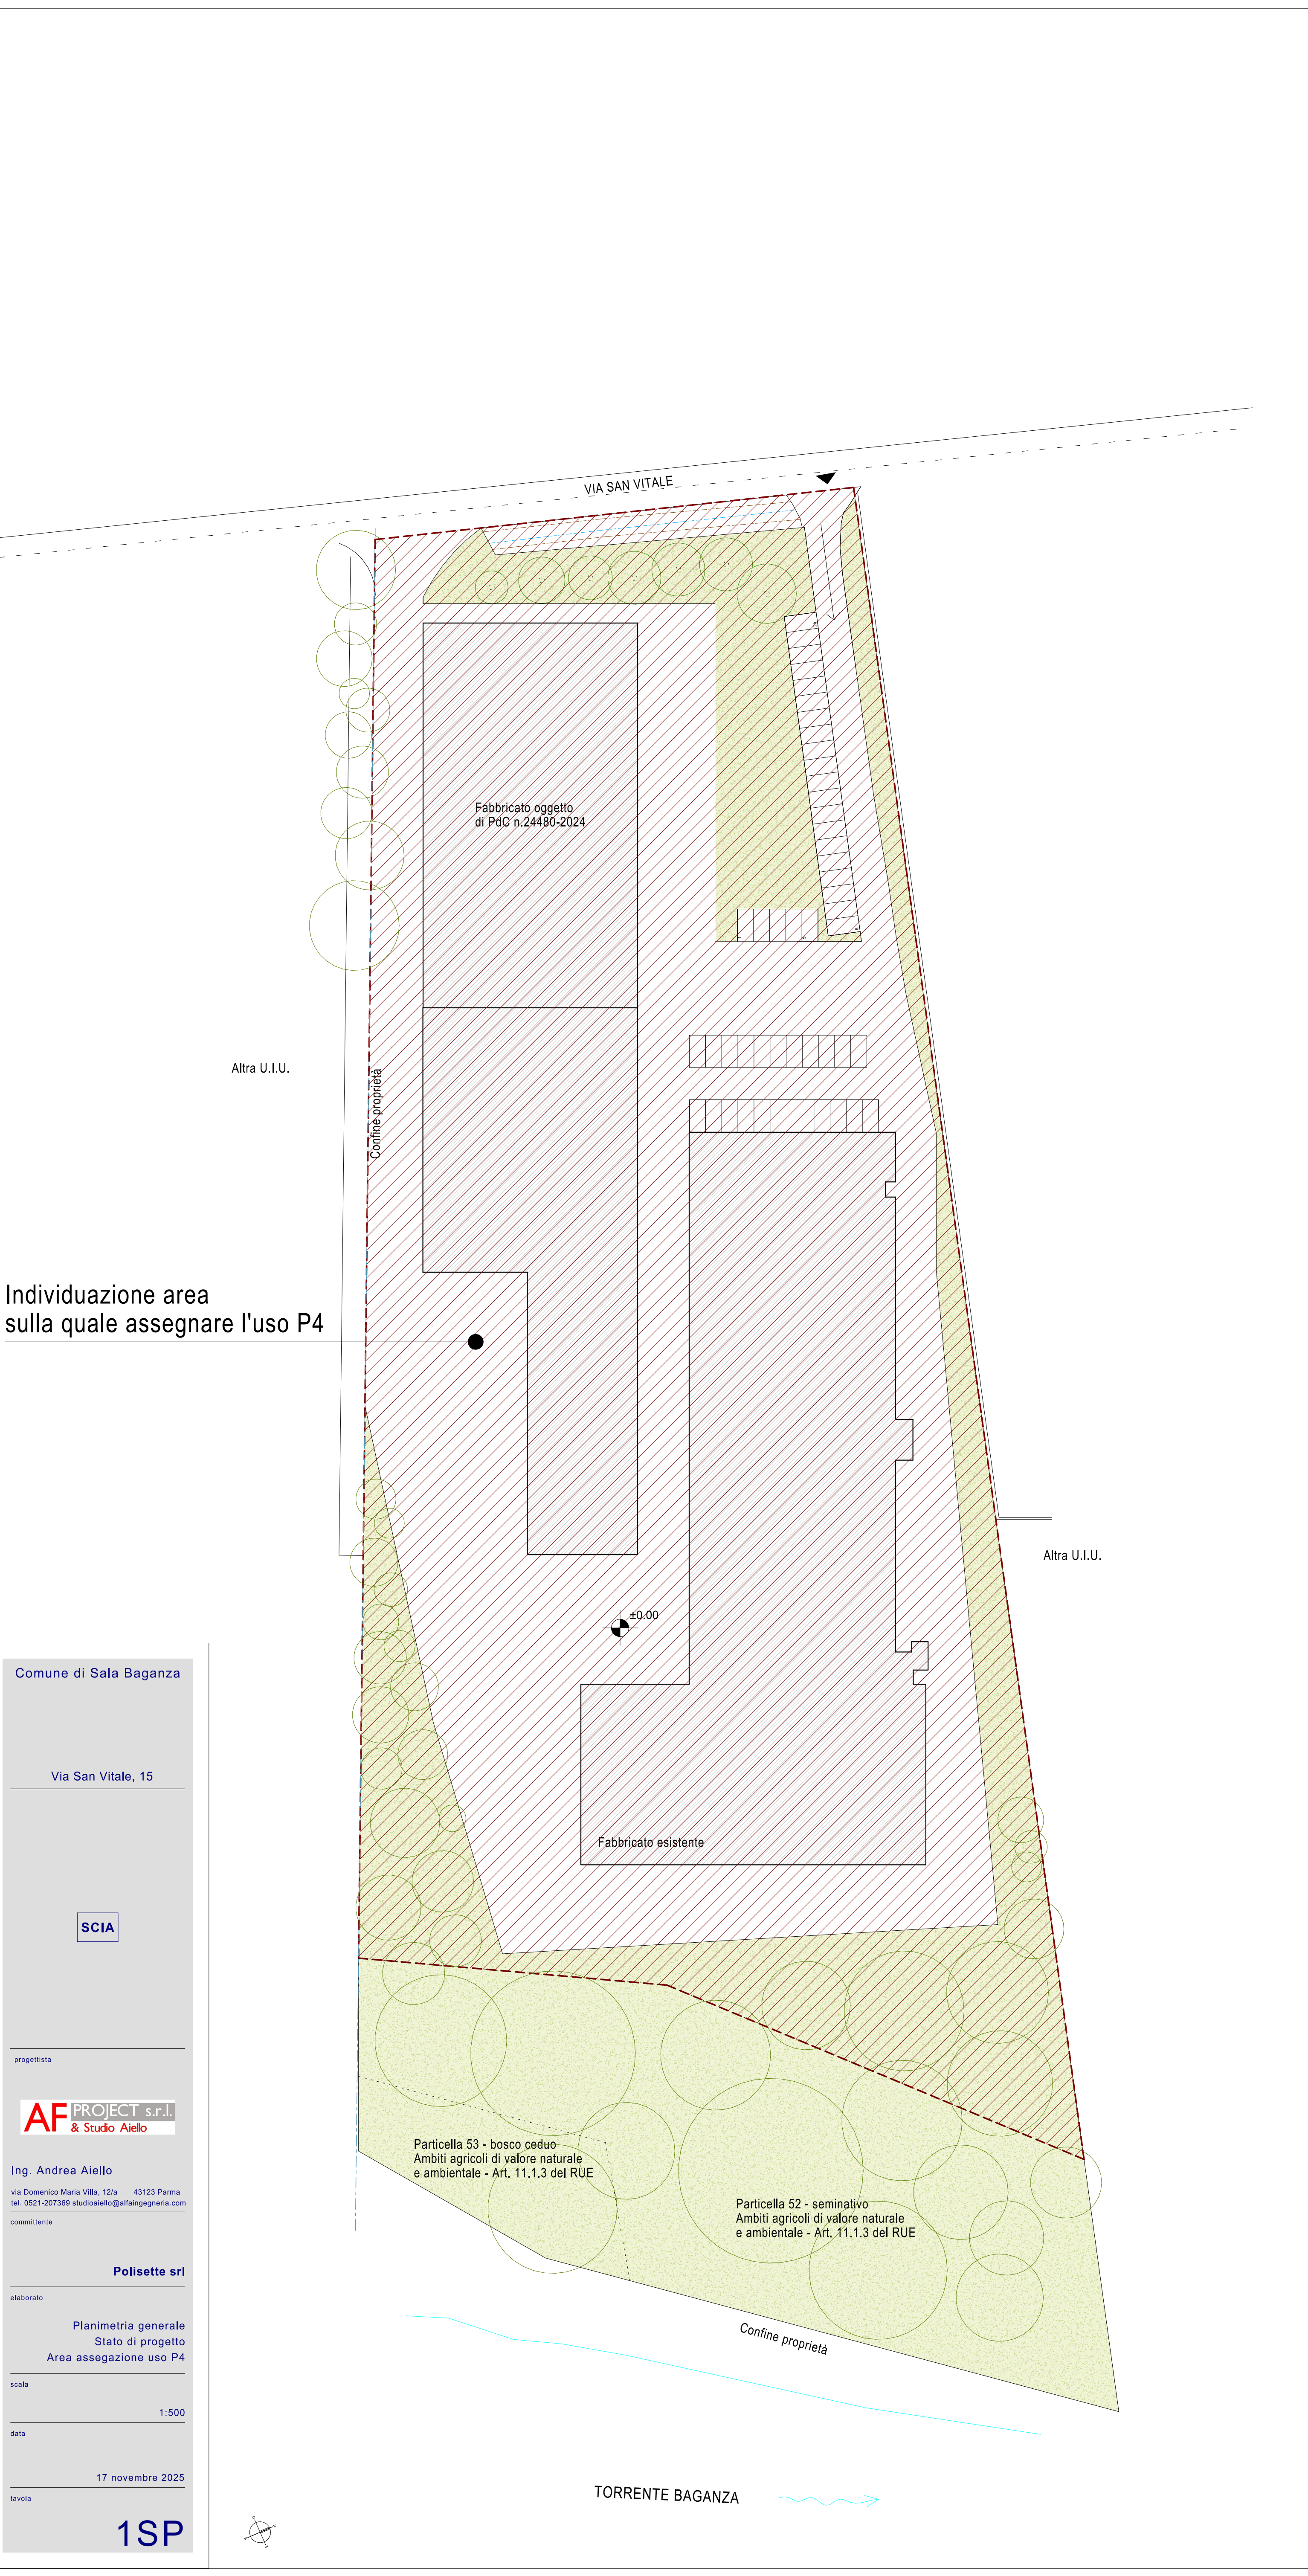 VIA SAN VITALE
Fabbricato oggetto
di PdC n.24480-2024
Altra U.I.U.
Confine proprietà
Individuazione area
sulla quale assegnare l'uso P4
Altra U.I.U.
±0.00
Fabbricato esistente
Particella 53 - bosco ceduo
Ambiti agricoli di valore naturale
e ambientale - Art. 11.1.3 del RUE
Particella 52 - seminativo
Ambiti agricoli di valore naturale
e ambientale - Art. 11.1.3 del RUE
Confine proprietà
TORRENTE BAGANZA
Comune di Sala Baganza
Via San Vitale, 15
SCIA
progettista
AF PROJECT s.r.l.
& Studio Aiello
Ing. Andrea Aiello
via Domenico Maria Villa, 12/a 43123 Parma
tel. 0521-207369 studioaiello@alfaingegneria.com
committente
Polisette srl
elaborato
Planimetria generale
Stato di progetto
Area assegazione uso P4
scala
1:500
data
17 novembre 2025
tavola
1SP